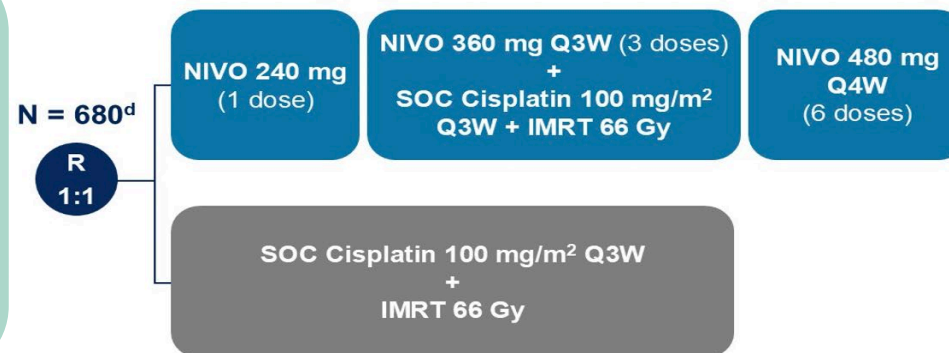 N = 680ᵈ
R
1:1
NIVO 240 mg
(1 dose)
NIVO 360 mg Q3W (3 doses)
+
SOC Cisplatin 100 mg/m²
Q3W + IMRT 66 Gy
NIVO 480 mg
Q4W
(6 doses)
SOC Cisplatin 100 mg/m² Q3W
+
IMRT 66 Gy